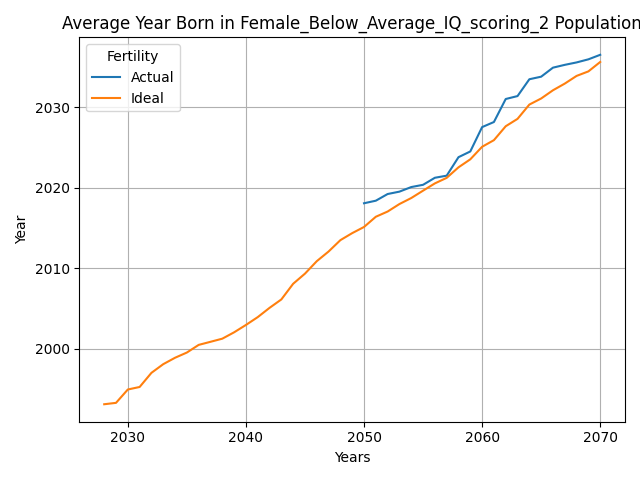 Average Year Born in Female_Below_Average_IQ_scoring_2 Population
Fertility
Actual
Ideal
2030
2020
2010
2000
Year
2030 2040 2050 2060 2070
Years